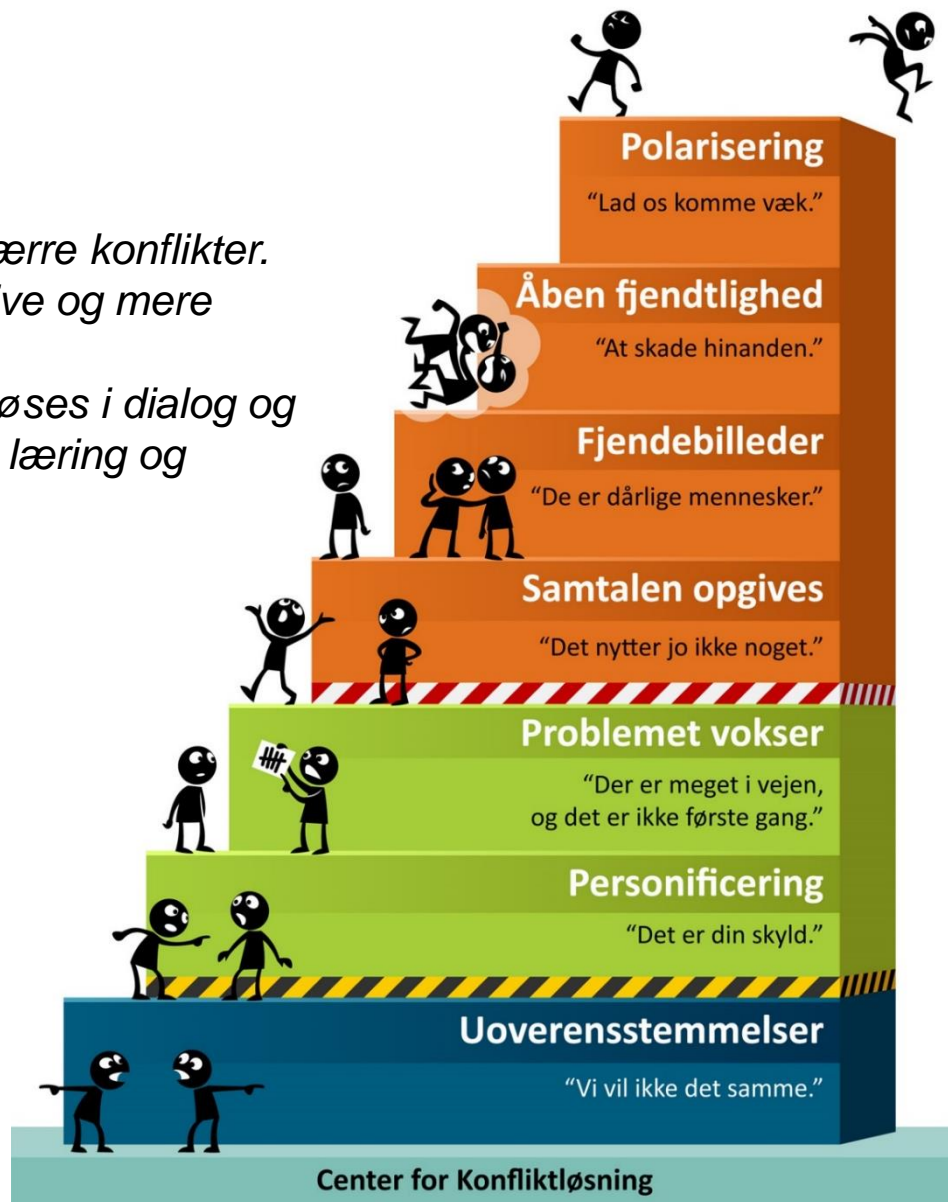 ærre konflikter.
og mere
øses i dialog og
læring og
Polarisering
“Lad os komme væk.”
Åben fjendtlighed
“At skade hinanden.”
Fjendebilleder
“De er dårlige mennesker.”
Samtalen opgives
“Det nytter jo ikke noget.”
Problemet vokser
“Der er meget i vejen,
og det er ikke første gang.”
Personificering
“Det er din skyld.”
Uoverensstemmelser
“Vi vil ikke det samme.”
Center for Konfliktløsning